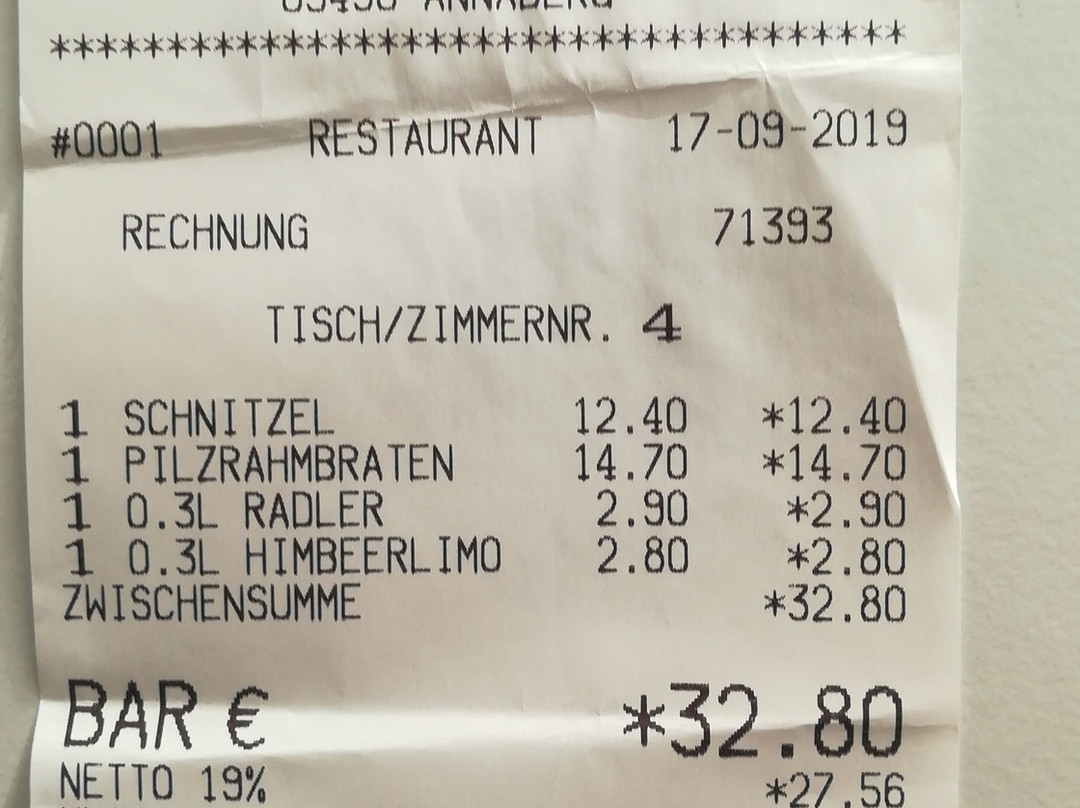 ANNABERG
*************************************
#0001 RESTAURANT 17-09-2019
RECHNUNG 71393
TISCH/ZIMMERNR. 4
1 SCHNITZEL 12.40 *12.40
1 PILZRAHMBRATEN 14.70 *14.70
1 0.3L RADLER 2.90 *2.90
1 0.3L HIMBEERLIMO 2.80 *2.80
ZWISCHENSUMME *32.80
BAR € *32.80
NETTO 19% *27.56